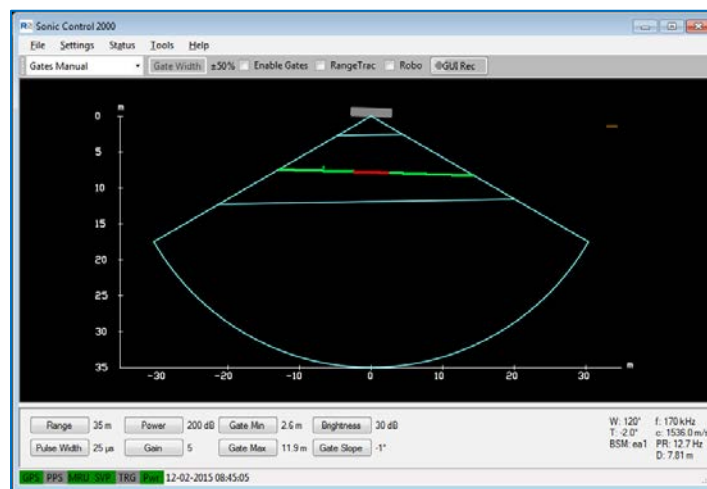 R2 Sonic Control 2000
File Settings Status Tools Help
Gates Manual Gate Width ±50% Enable Gates RangeTrac Robo GUI Rec
m
0
5
10
15
20
25
30
35
-30 -20 -10 0 10 20 30 m
Range 35 m Power 200 dB Gate Min 2.6 m Brightness 30 dB
Pulse Width 25 µs Gain 5 Gate Max 11.9 m Gate Slope -1°
W: 120° f: 170 kHz
T: -2.0° c: 1536.0 m/s
BSM: ea1 PR: 12.7 Hz
D: 7.81 m
GPS PPS MRU SVP TRG Pwr 12-02-2015 08:45:05